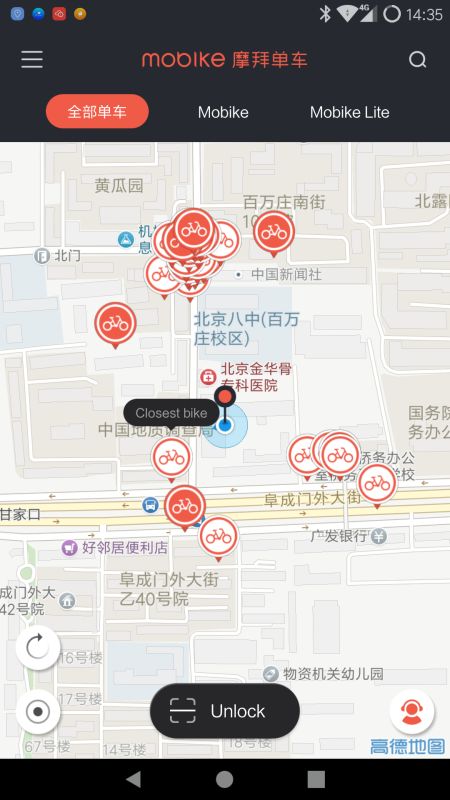 4G
14:35
mobike 摩拜单车
全部单车
Mobike
Mobike Lite
黄瓜园
百万庄南街
北露
北门
中国新闻社
北京八中(百万
庄校区)
北京金华骨
专科医院
Closest bike
中国地质调查局
国务院
务办公
侨务办公
学校
阜成门外大街
甘家口
广发银行
好邻居便利店
成门外大
42号院
阜成门外大街
乙40号院
16号楼
物资机关幼儿园
17号楼
Unlock
67号楼
14号楼
18号楼
高德地图